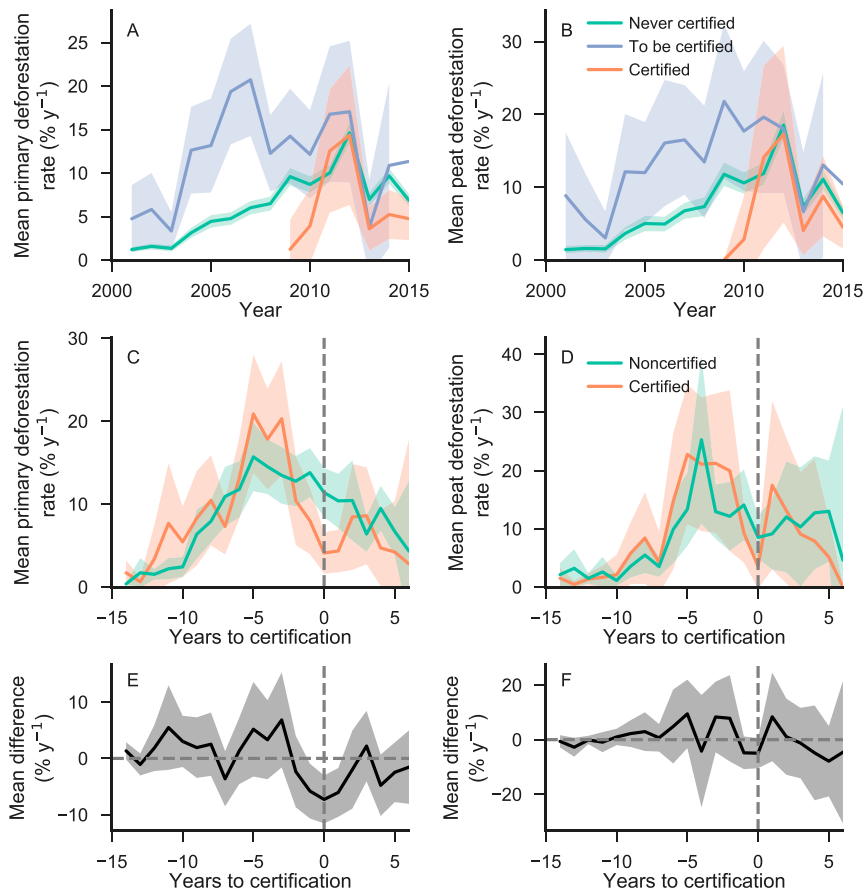 A
Mean primary deforestation
rate (% y⁻¹)
25
20
15
10
5
0
2000
2005
2010
2015
Year
B
Never certified
To be certified
Certified
Mean peat deforestation
rate (% y⁻¹)
30
20
10
0
2000
2005
2010
2015
Year
C
Mean primary deforestation
rate (% y⁻¹)
30
20
10
0
−15
−10
−5
0
5
Years to certification
D
Noncertified
Certified
Mean peat deforestation
rate (% y⁻¹)
40
30
20
10
0
−15
−10
−5
0
5
Years to certification
E
Mean difference
(% y⁻¹)
10
0
−10
−15
−10
−5
0
5
Years to certification
F
Mean difference
(% y⁻¹)
20
0
−20
−15
−10
−5
0
5
Years to certification